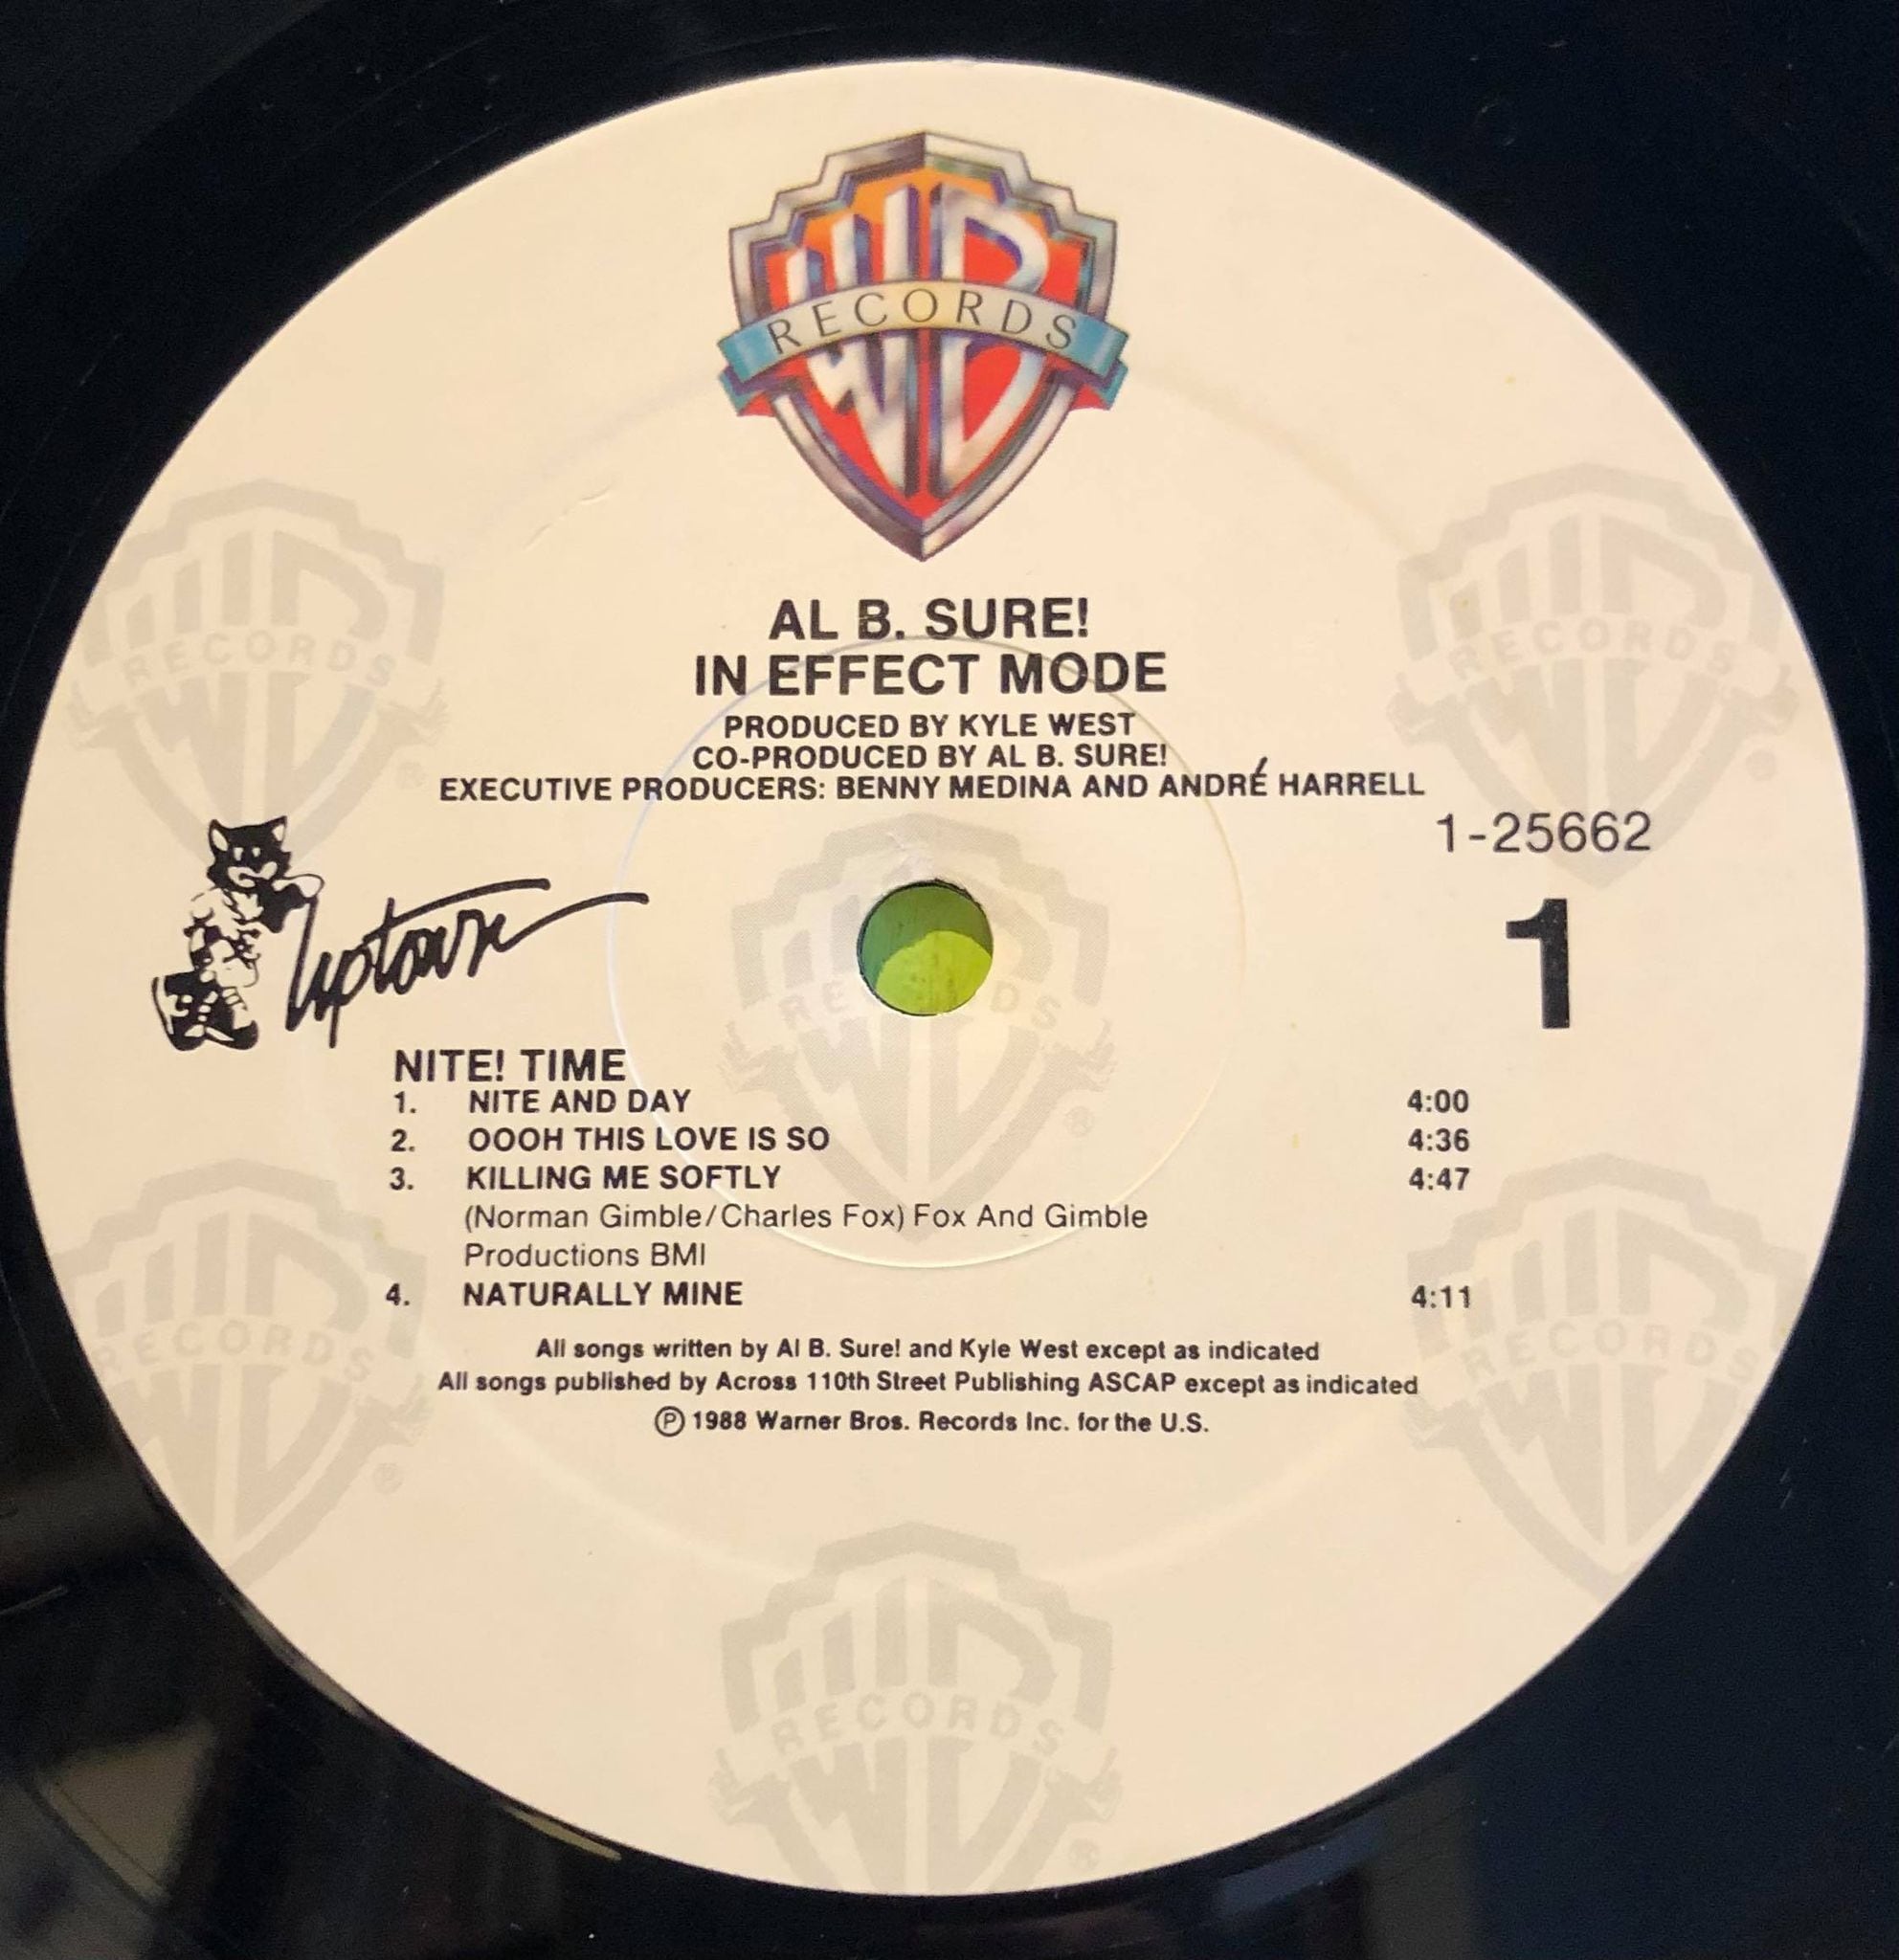 WB
RECORDS
AL B. SURE!
IN EFFECT MODE
PRODUCED BY KYLE WEST
CO-PRODUCED BY AL B. SURE!
EXECUTIVE PRODUCERS: BENNY MEDINA AND ANDRÉ HARRELL
1-25662
Uptown
1
NITE! TIME
1. NITE AND DAY 4:00
2. OOOH THIS LOVE IS SO 4:36
3. KILLING ME SOFTLY 4:47
(Norman Gimble/Charles Fox) Fox And Gimble
Productions BMI
4. NATURALLY MINE 4:11
All songs written by Al B. Sure! and Kyle West except as indicated
All songs published by Across 110th Street Publishing ASCAP except as indicated
℗ 1988 Warner Bros. Records Inc. for the U.S.